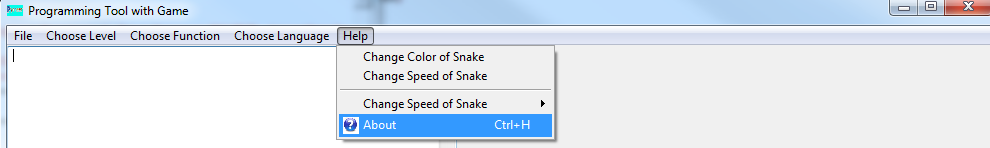 Programming Tool with Game
File Choose Level Choose Function Choose Language Help
Change Color of Snake
Change Speed of Snake
Change Speed of Snake
About Ctrl+H